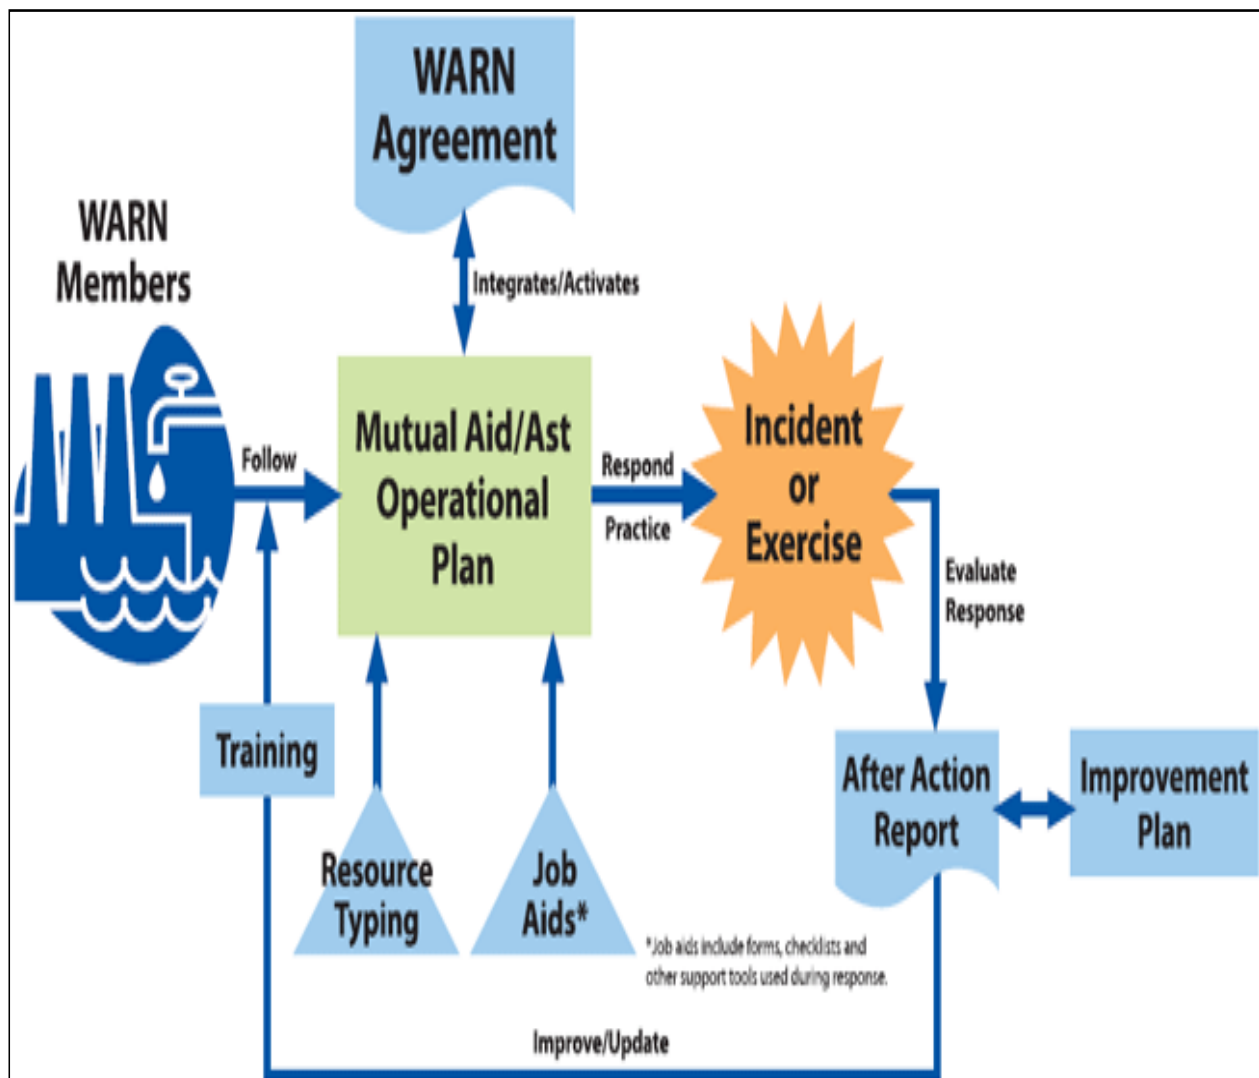 WARN
Agreement
WARN
Members
Integrates/Activates
Follow
Mutual Aid/Ast
Operational
Plan
Respond
Practice
Incident
or
Exercise
Evaluate
Response
Training
Resource
Typing
Job
Aids*
After Action
Report
Improvement
Plan
*Job aids include forms, checklists and
other support tools used during response.
Improve/Update